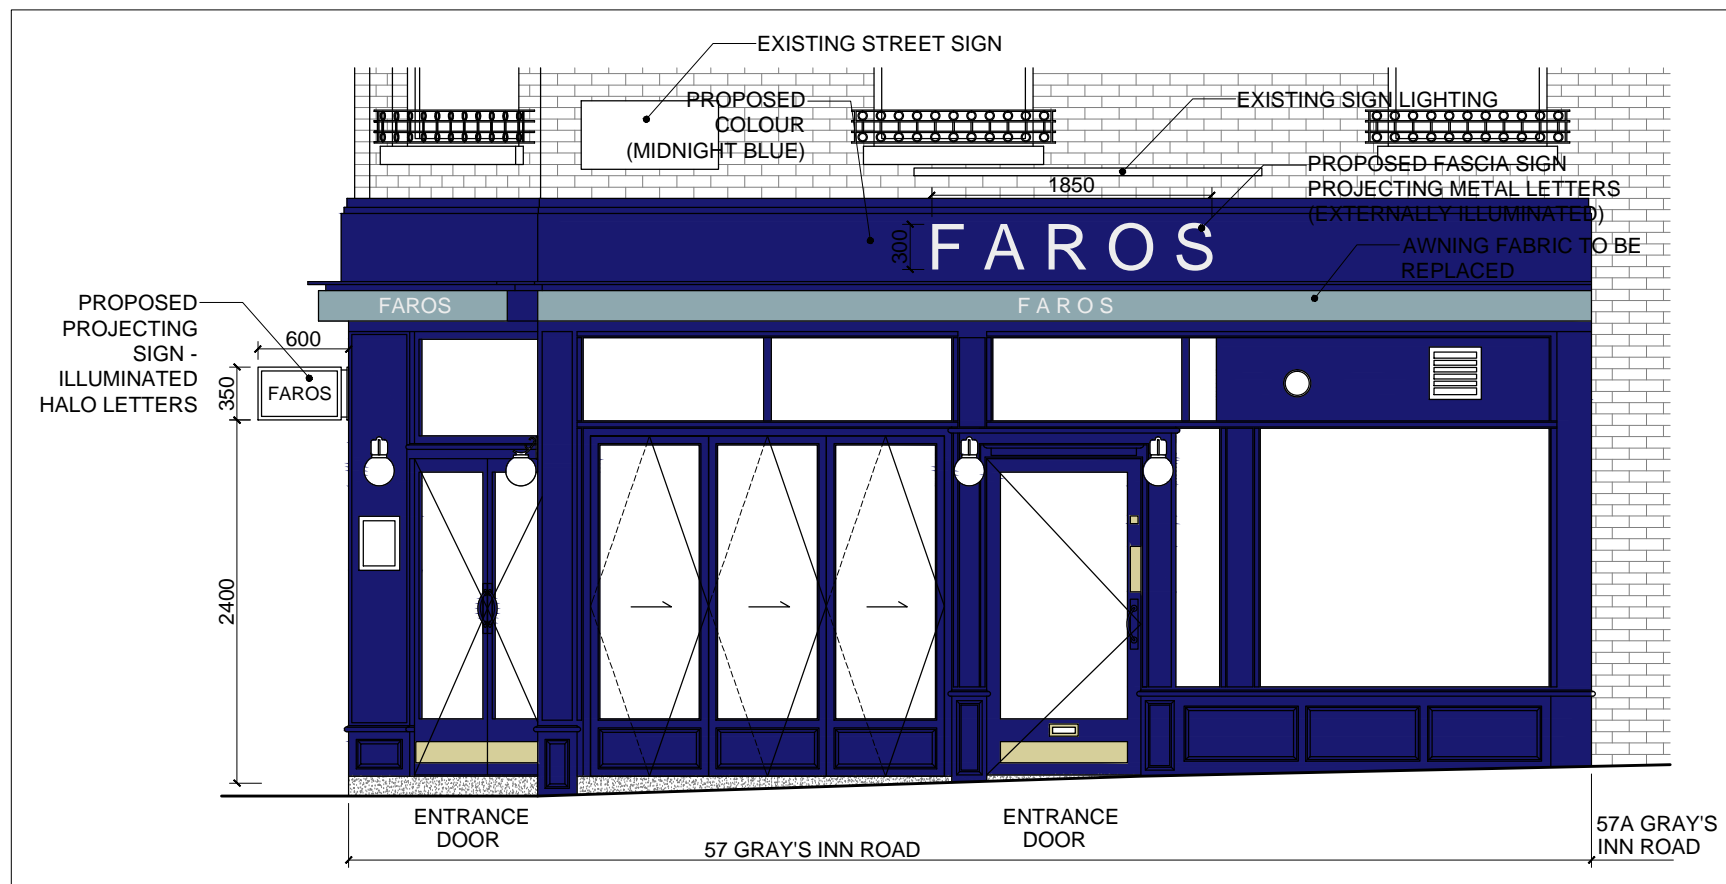 EXISTING STREET SIGN
PROPOSED
COLOUR
(MIDNIGHT BLUE)
EXISTING SIGN LIGHTING
PROPOSED FASCIA SIGN
PROJECTING METAL LETTERS
(EXTERNALLY ILLUMINATED)
1850
300
FAROS
AWNING FABRIC TO BE
REPLACED
FAROS
FAROS
PROPOSED
PROJECTING
SIGN -
ILLUMINATED
HALO LETTERS
600
350
FAROS
2400
ENTRANCE
DOOR
ENTRANCE
DOOR
57 GRAY'S INN ROAD
57A GRAY'S
INN ROAD